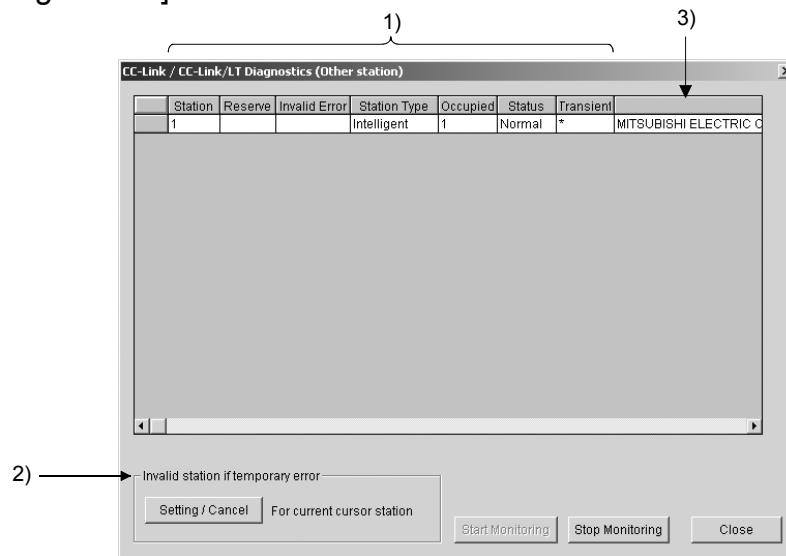 1)
3)
CC-Link / CC-Link/LT Diagnostics (Other station)
Station Reserve Invalid Error Station Type Occupied Status Transient
1 Intelligent 1 Normal * MITSUBISHI ELECTRIC C
2)
Invalid station if temporary error
Setting / Cancel For current cursor station
Start Monitoring Stop Monitoring Close